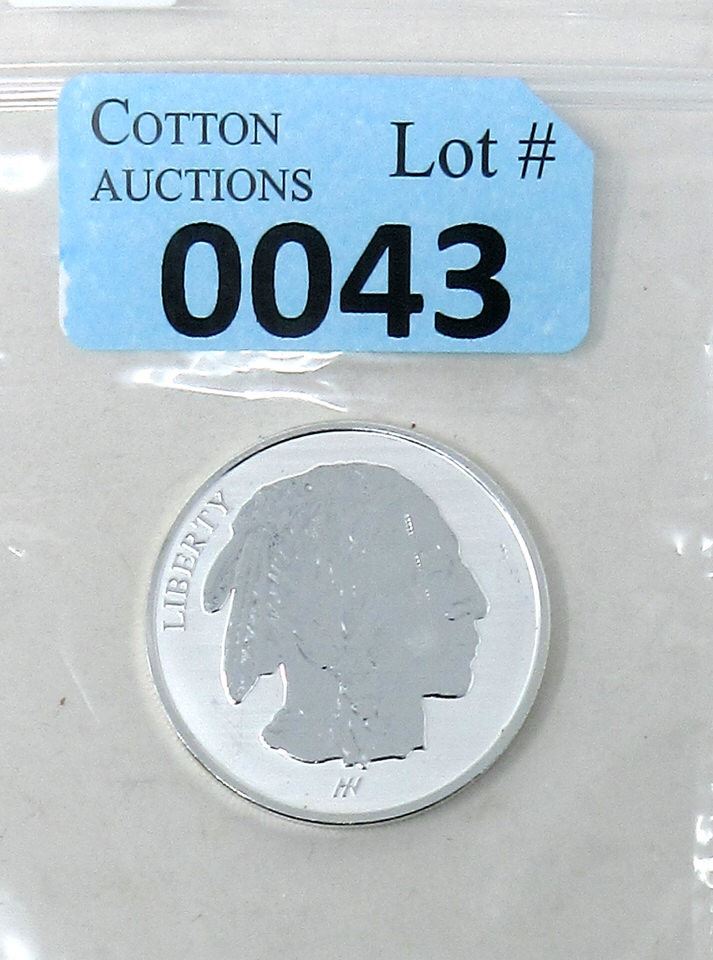 COTTON
AUCTIONS
Lot #
0043
LIBERTY